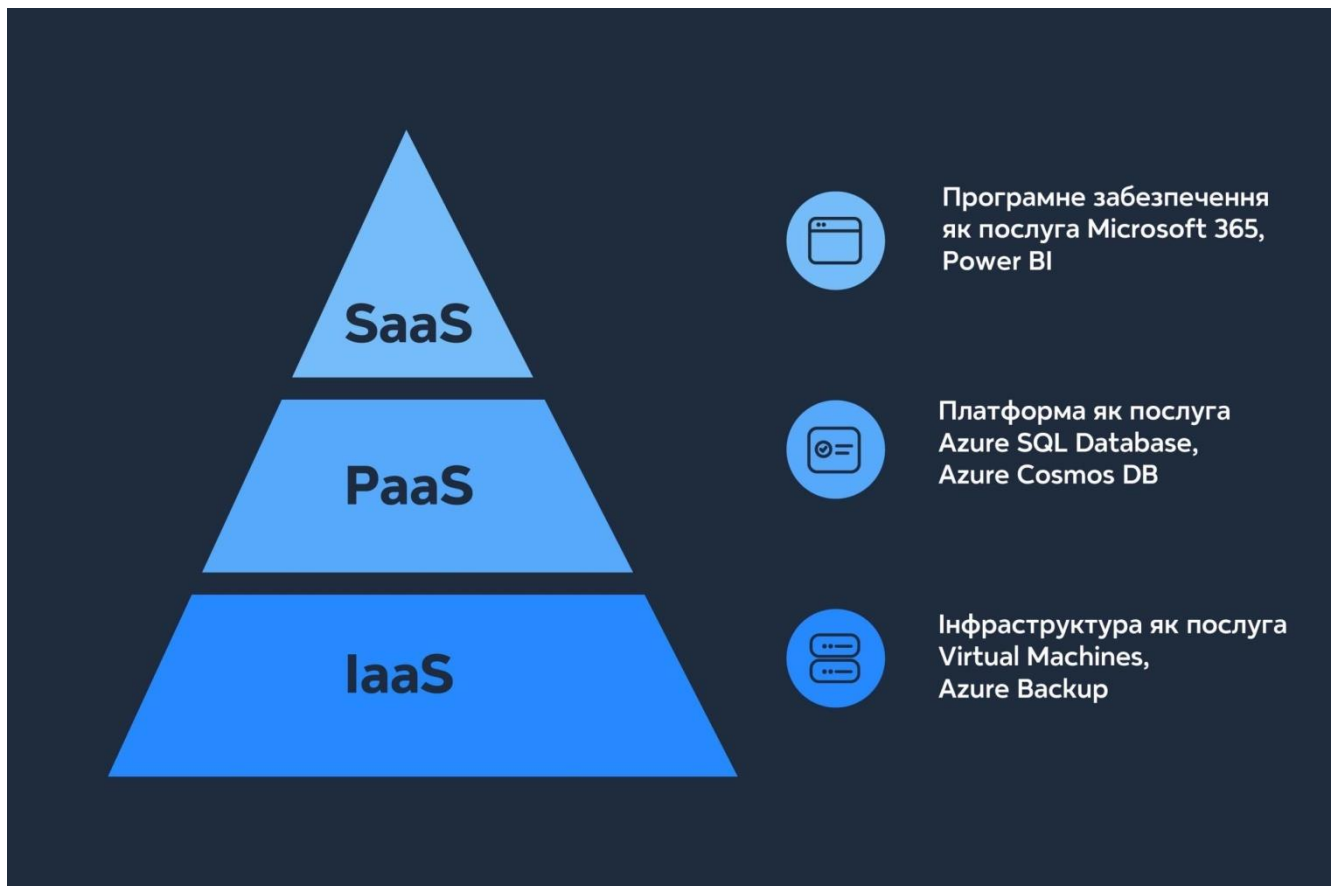 SaaS
Програмне забезпечення
як послуга Microsoft 365,
Power BI
PaaS
Платформа як послуга
Azure SQL Database,
Azure Cosmos DB
IaaS
Інфраструктура як послуга
Virtual Machines,
Azure Backup